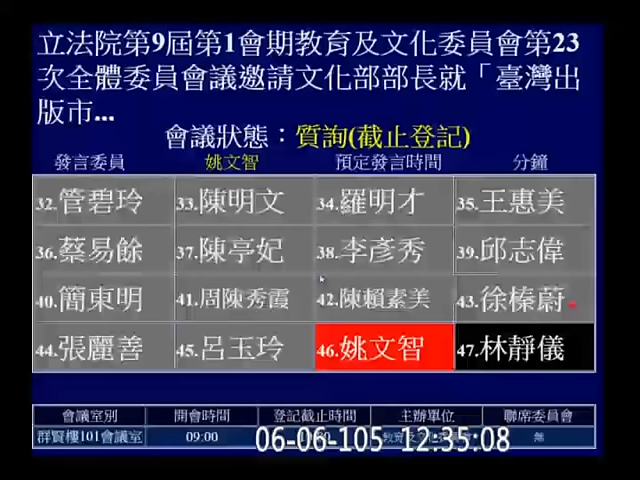 立法院第9屆第1會期教育及文化委員會第23
次全體委員會議邀請文化部部長就「臺灣出
版市...
會議狀態：質詢(截止登記)
發言委員 姚文智 預定發言時間 分鐘
32.管碧玲 33.陳明文 34.羅明才 35.王惠美
36.蔡易餘 37.陳亭妃 38.李彥秀 39.邱志偉
40.簡東明 41.周陳秀霞 42.陳賴素美 43.徐榛蔚
44.張麗善 45.呂玉玲 46.姚文智 47.林靜儀
會議室別 開會時間 登記截止時間 主辦單位 聯席委員會
群賢樓101會議室 09:00 無
06-06-105 12:35:08